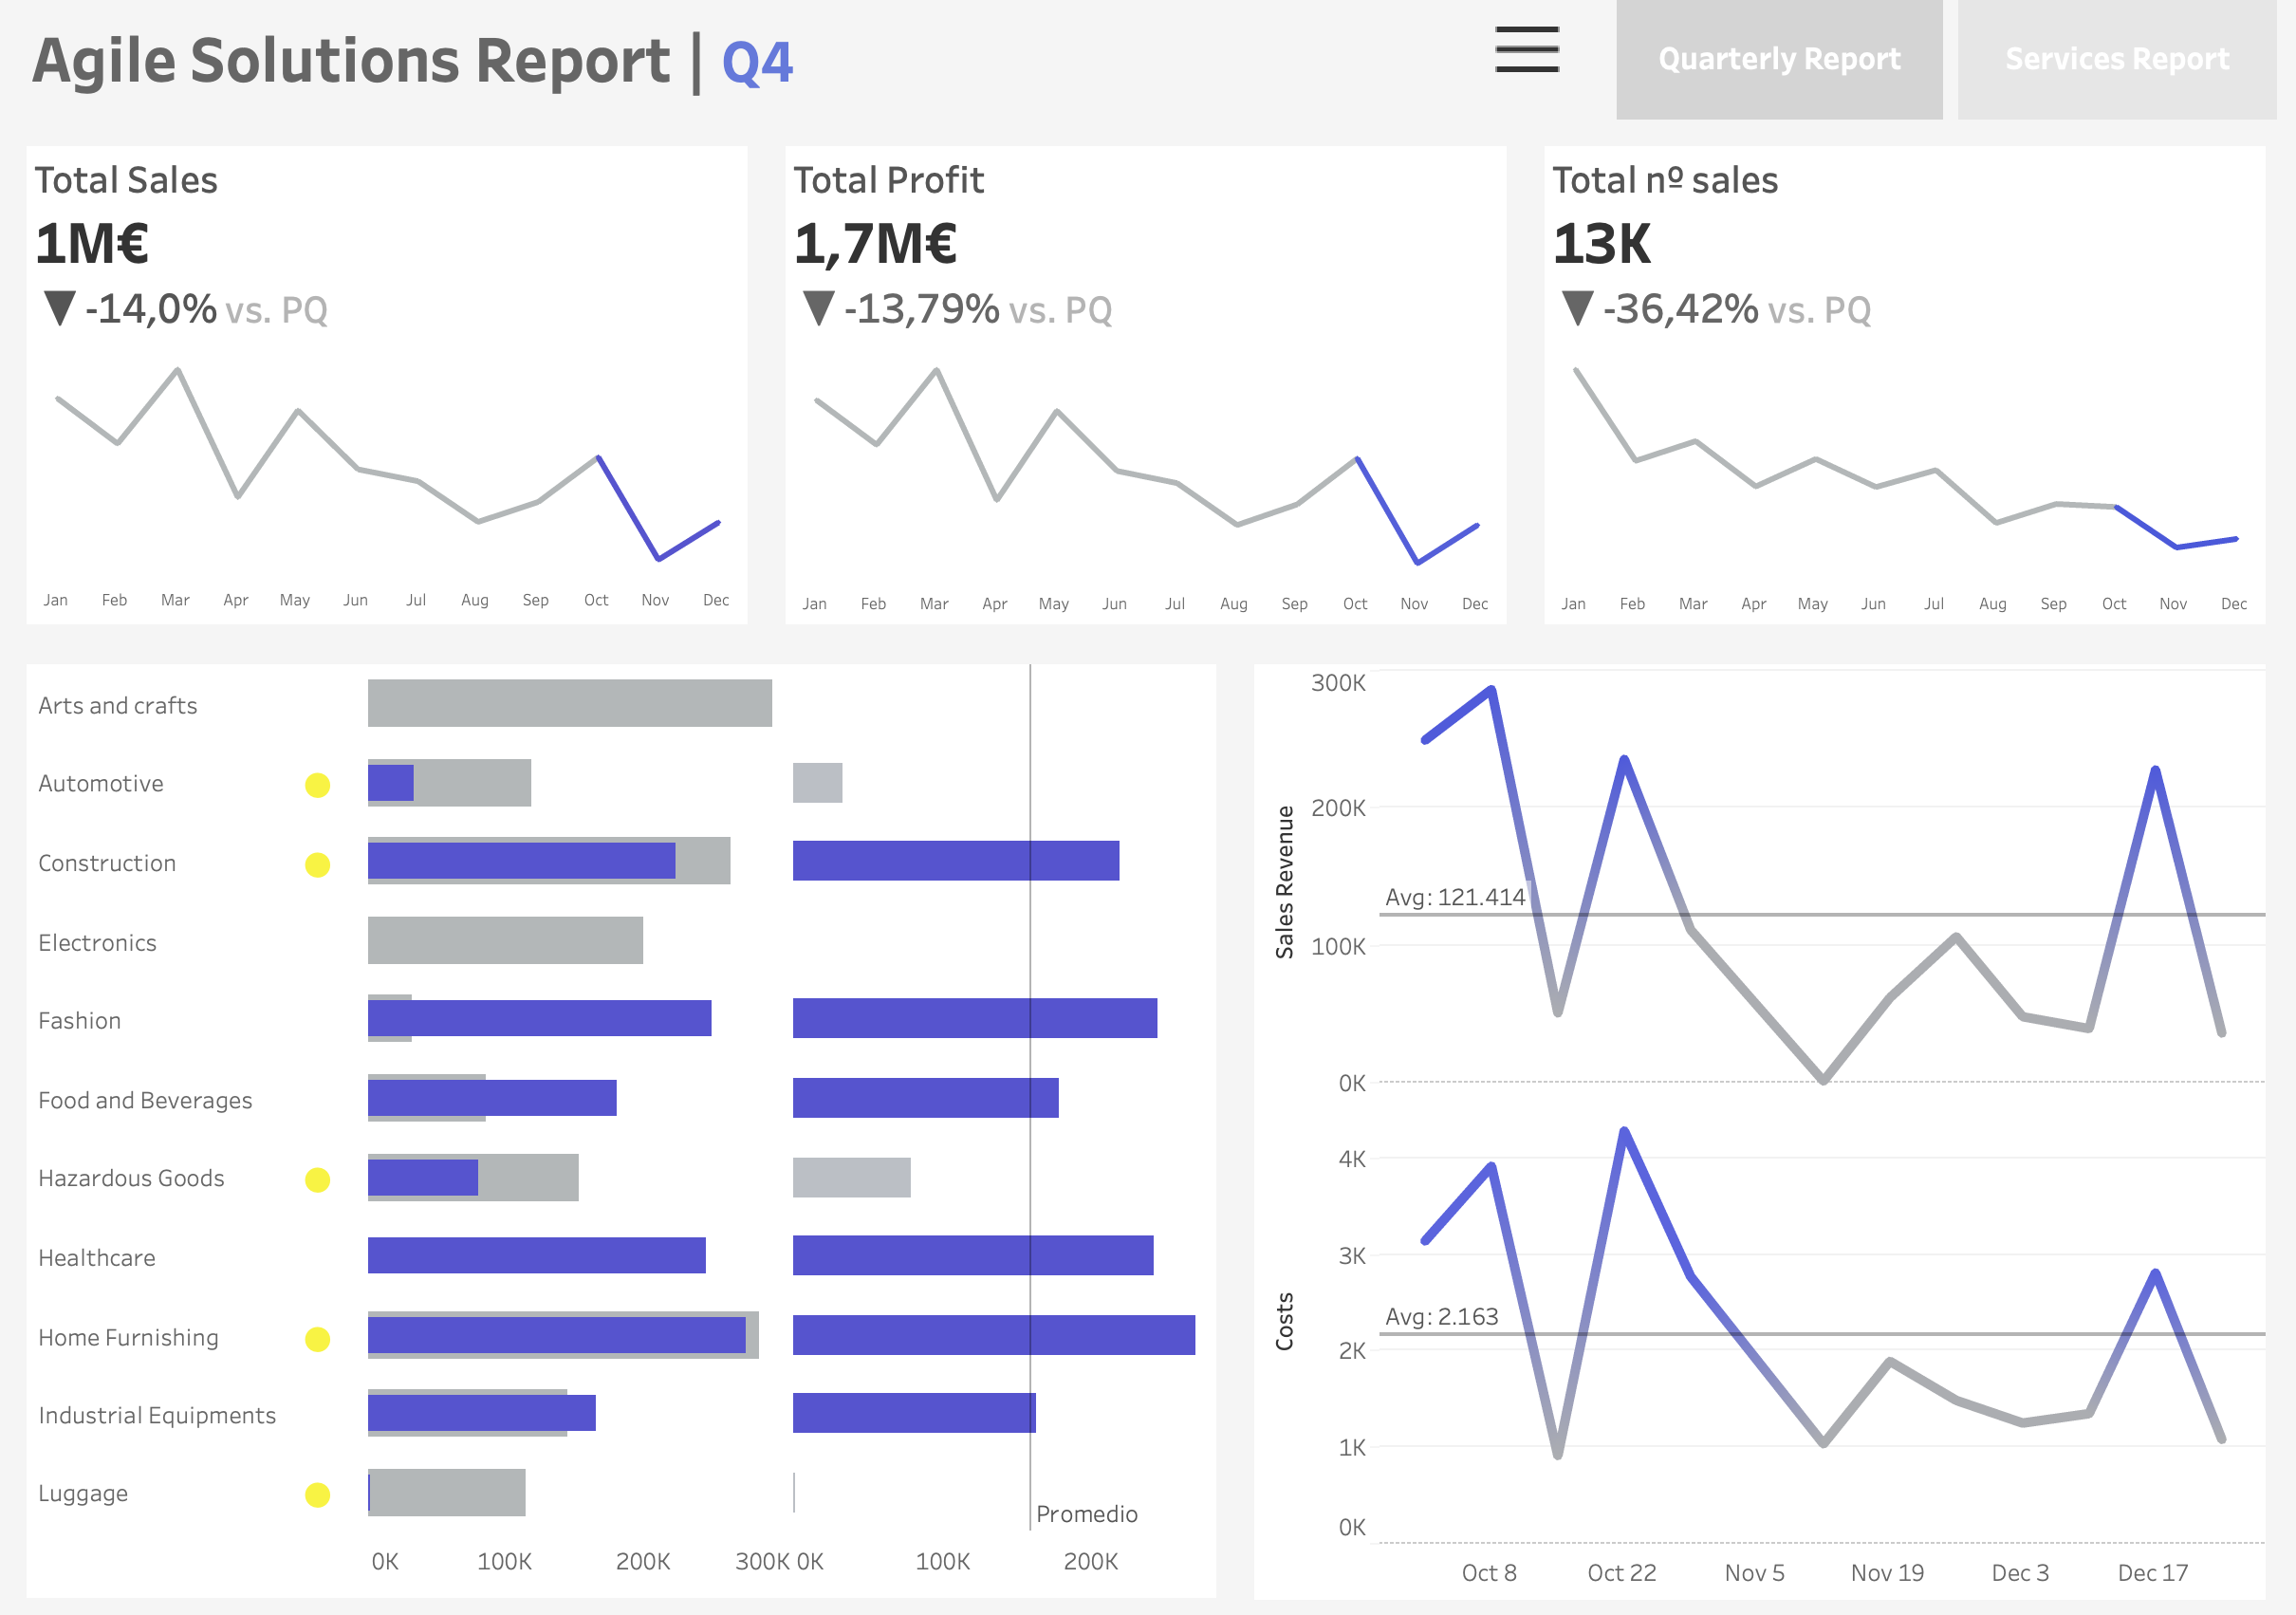 Agile Solutions Report | Q4
Quarterly Report
Services Report
Total Sales
1M€
▼ -14,0% vs. PQ
Jan Feb Mar Apr May Jun Jul Aug Sep Oct Nov Dec
Total Profit
1,7M€
▼ -13,79% vs. PQ
Jan Feb Mar Apr May Jun Jul Aug Sep Oct Nov Dec
Total nº sales
13K
▼ -36,42% vs. PQ
Jan Feb Mar Apr May Jun Jul Aug Sep Oct Nov Dec
Arts and crafts
Automotive
Construction
Electronics
Fashion
Food and Beverages
Hazardous Goods
Healthcare
Home Furnishing
Industrial Equipments
Luggage
Promedio
0K 100K 200K 300K 0K 100K 200K
Sales Revenue
300K
200K
Avg: 121.414
100K
0K
Costs
4K
3K
Avg: 2.163
2K
1K
0K
Oct 8 Oct 22 Nov 5 Nov 19 Dec 3 Dec 17